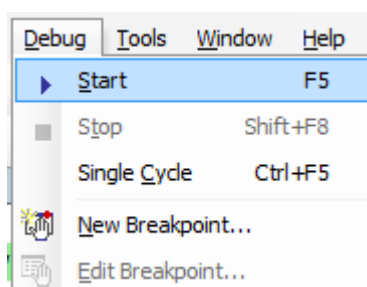 Debug Tools Window Help
Start F5
Stop Shift+F8
Single Cycle Ctrl+F5
New Breakpoint...
Edit Breakpoint...